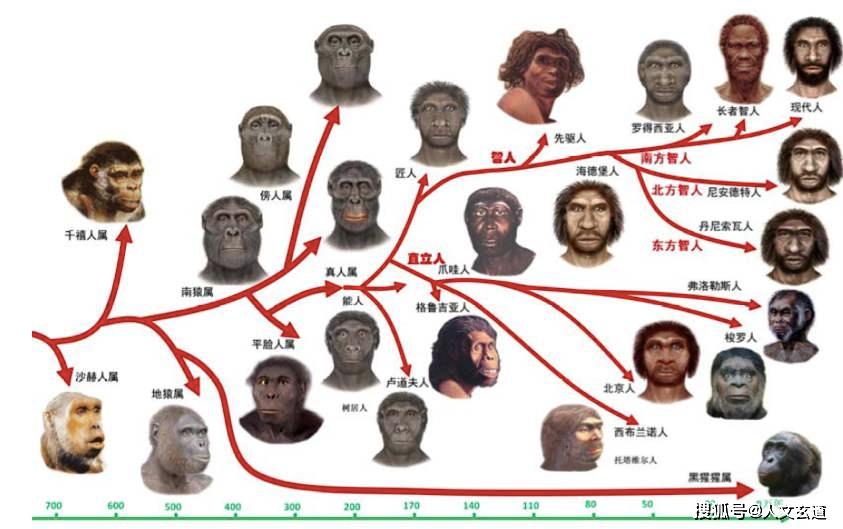 罗得西亚人
长者智人
现代人
先驱人
智人
南方智人
匠人
海德堡人
北方智人
尼安德特人
傍人属
丹尼索瓦人
千禧人属
东方智人
直立人
爪哇人
真人属
南猿属
弗洛勒斯人
能人
格鲁吉亚人
梭罗人
平脸人属
沙赫人属
卢道夫人
北京人
地猿属
树居人
西布兰诺人
托塔维尔人
黑猩猩属
700 600 500 400 300 200 170 140 110 80 50
搜狐号@人文玄道